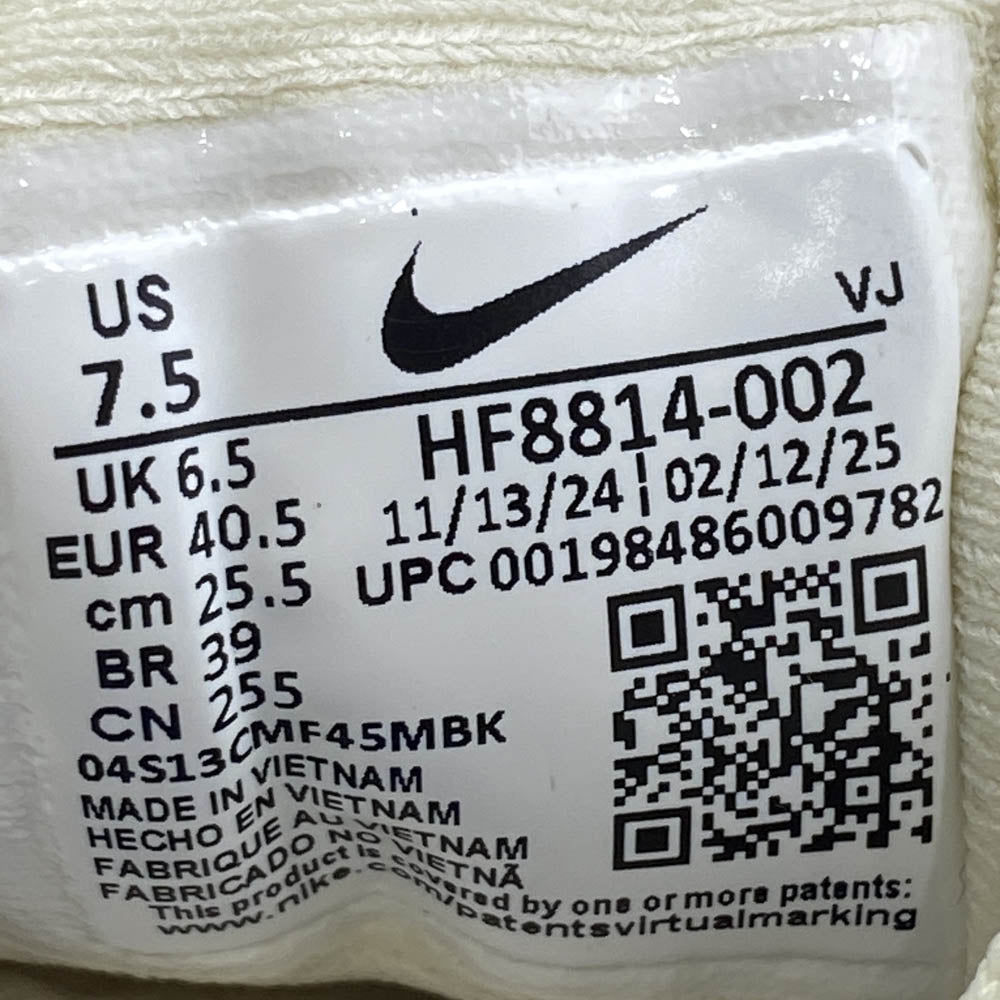 US
7.5
VJ
UK 6.5
EUR 40.5
cm 25.5
BR 39
CN 255
HF8814-002
11/13/24 | 02/12/25
UPC 00198486009782
04S13CMF45MBK
MADE IN VIETNAM
HECHO EN VIETNAM
FABRIQUE AU VIETNAM
FABRICADO NO VIETNÃ
This product is covered by one or more patents:
www.nike.com/patentsvirtualmarking